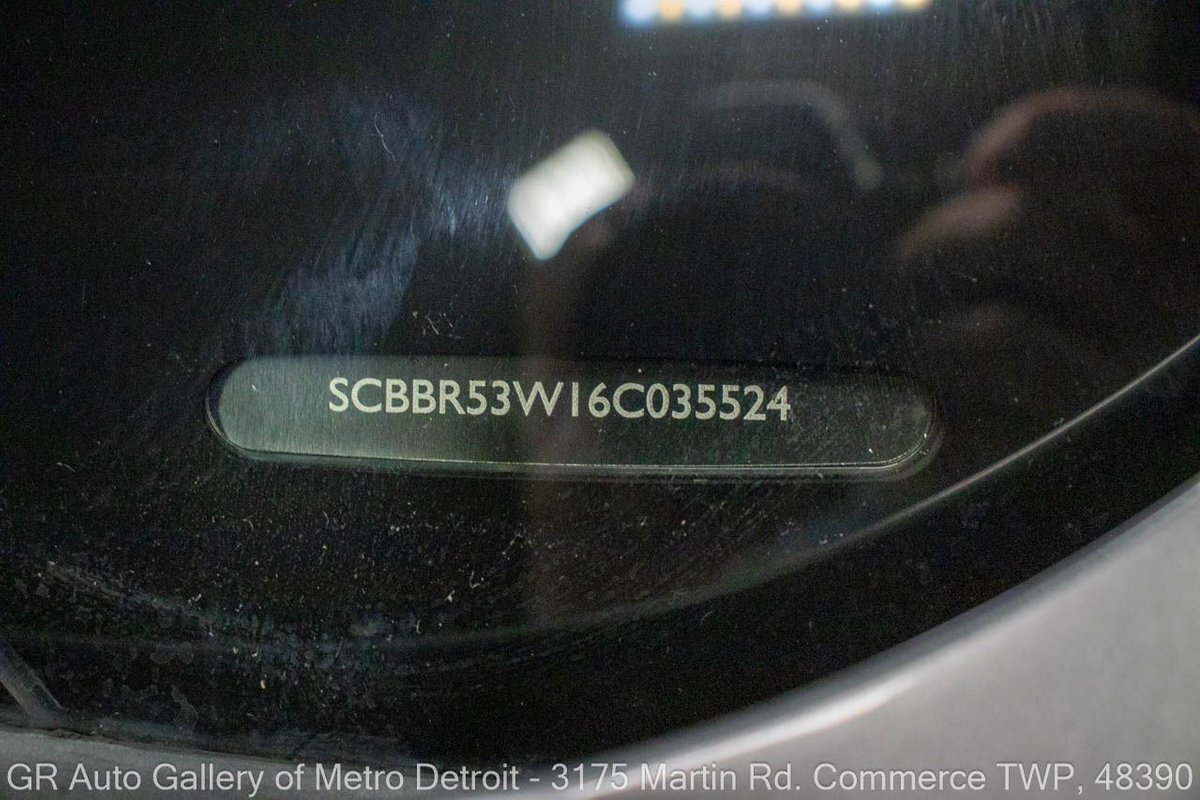 SCBBR53W16C035524
GR Auto Gallery of Metro Detroit - 3175 Martin Rd. Commerce TWP, 48390